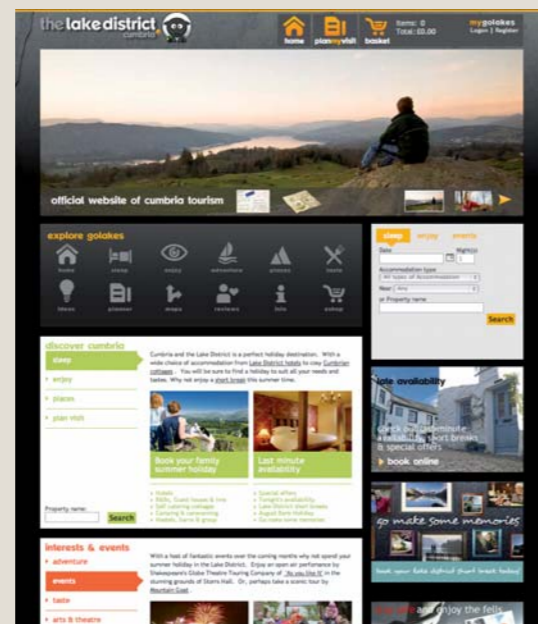 the lake district
cumbria
home
planmyvisit
basket
Items: 0
Total: £0.00
mygolakes
Logon | Register
official website of cumbria tourism
explore golakes
home
sleep
enjoy
adventure
places
taste
ideas
planner
maps
reviews
info
eshop
sleep
enjoy
events
Date
Night(s)
1
Accommodation type
All types of Accommodation
Near
Any
or Property name
Search
discover cumbria
sleep
enjoy
places
plan visit
Property name:
Search
Cumbria and the Lake District is a perfect holiday destination. With a
wide choice of accommodation from Lake District hotels to cosy Cumbrian
cottages . You will be sure to find a holiday to suit all your needs and
tastes. Why not enjoy a short break this summer time.
Book your family
summer holiday
Last minute
availability
Hotels
B&Bs, Guest houses & inns
Self catering cottages
Camping & caravanning
Hostels, barns & group
Special offers
Tonight's availability
Lake District short breaks
August Bank Holiday
Go make some memories
late availability
check our last minute
availability, short breaks
& special offers
book online
go make some memories
book your lake district short break today
interests & events
adventure
events
taste
arts & theatre
With a host of fantastic events over the coming months why not spend your
summer holiday in the Lake District. Enjoy an open air perfomance by
Shakespeare's Globe Theatre Touring Company of 'As you like it' in the
stunning grounds of Storrs Hall. Or, perhaps take a scenic tour by
Mountain Goat .
and enjoy the fells